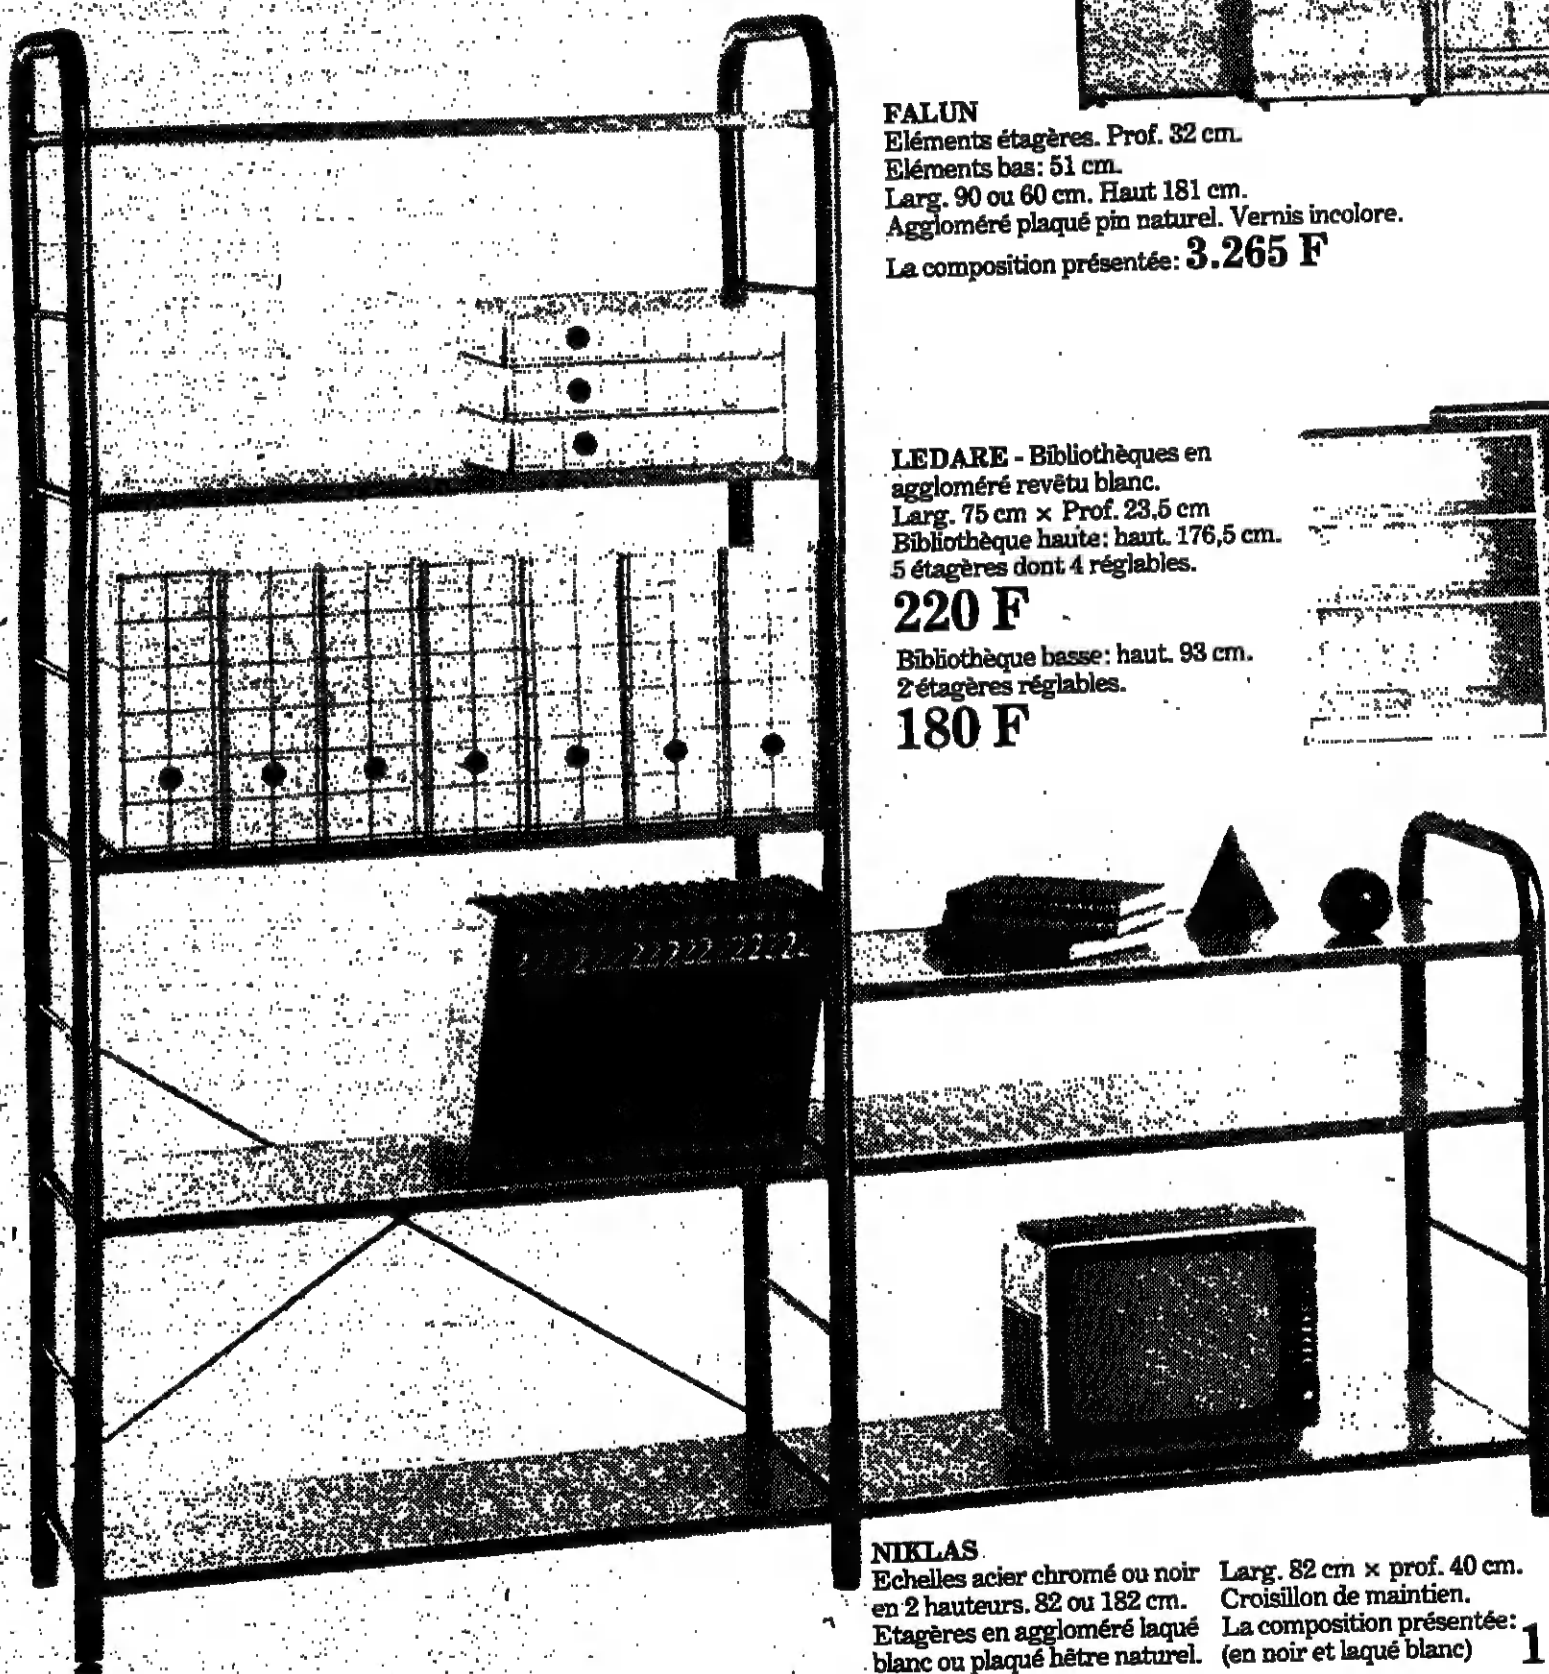 FALUN
Eléments étagères. Prof. 32 cm.
Eléments bas: 51 cm.
Larg. 90 ou 60 cm. Haut 181 cm.
Aggloméré plaqué pin naturel. Vernis incolore.
La composition présentée: 3.265 F
LEDARE - Bibliothèques en
aggloméré revêtu blanc.
Larg. 75 cm × Prof. 23,5 cm
Bibliothèque haute: haut. 176,5 cm.
5 étagères dont 4 réglables.
220 F
Bibliothèque basse: haut. 93 cm.
2 étagères réglables.
180 F
NIKLAS
Echelles acier chromé ou noir
en 2 hauteurs. 82 ou 182 cm.
Etagères en aggloméré laqué
blanc ou plaqué hêtre naturel.
Larg. 82 cm × prof. 40 cm.
Croisillon de maintien.
La composition présentée:
(en noir et laqué blanc) 1